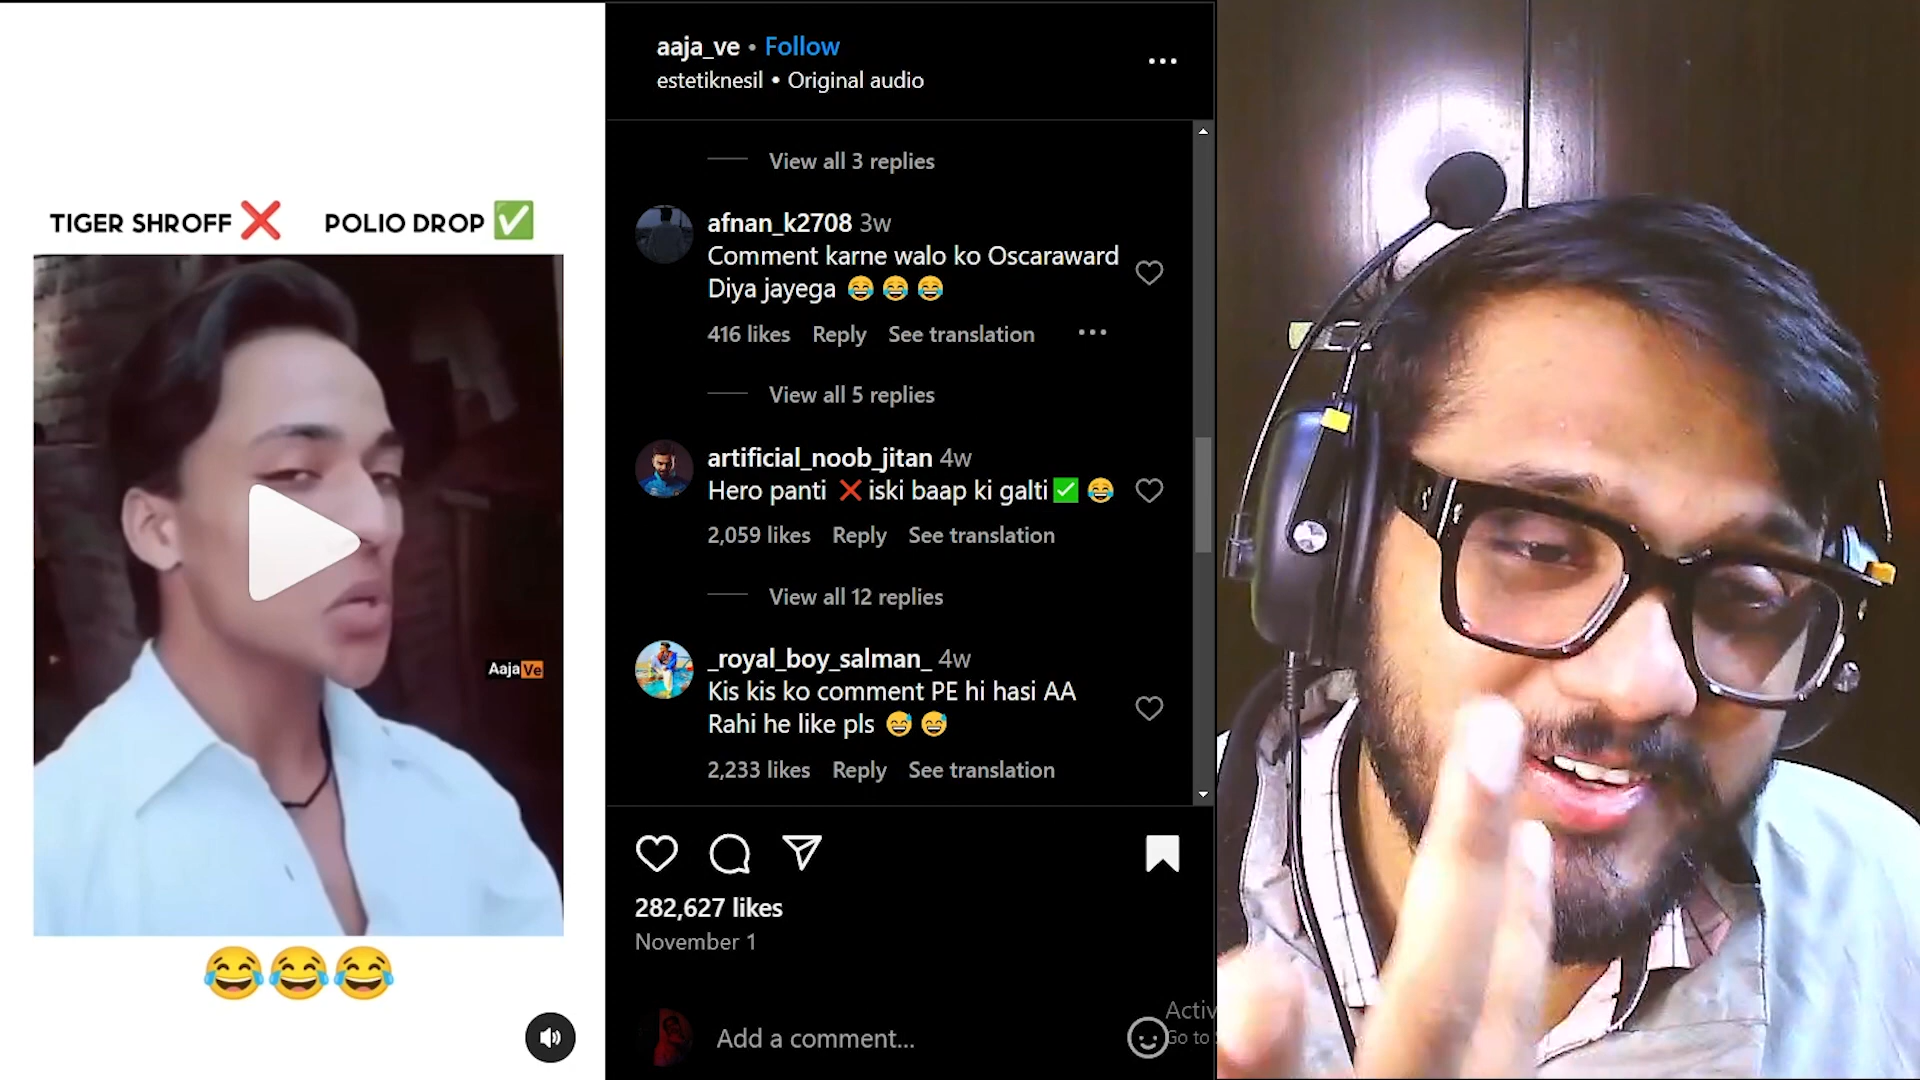 TIGER SHROFF ❌ POLIO DROP ✅
AajaVe
😂😂😂
aaja_ve • Follow
estetiknesil • Original audio
View all 3 replies
afnan_k2708 3w
Comment karne walo ko Oscaraward
Diya jayega 😂 😂 😂
416 likes Reply See translation
View all 5 replies
artificial_noob_jitan 4w
Hero panti ❌ iski baap ki galti ✅ 😂
2,059 likes Reply See translation
View all 12 replies
_royal_boy_salman_ 4w
Kis kis ko comment PE hi hasi AA
Rahi he like pls 😅 😅
2,233 likes Reply See translation
282,627 likes
November 1
Add a comment...
Activ
Go to